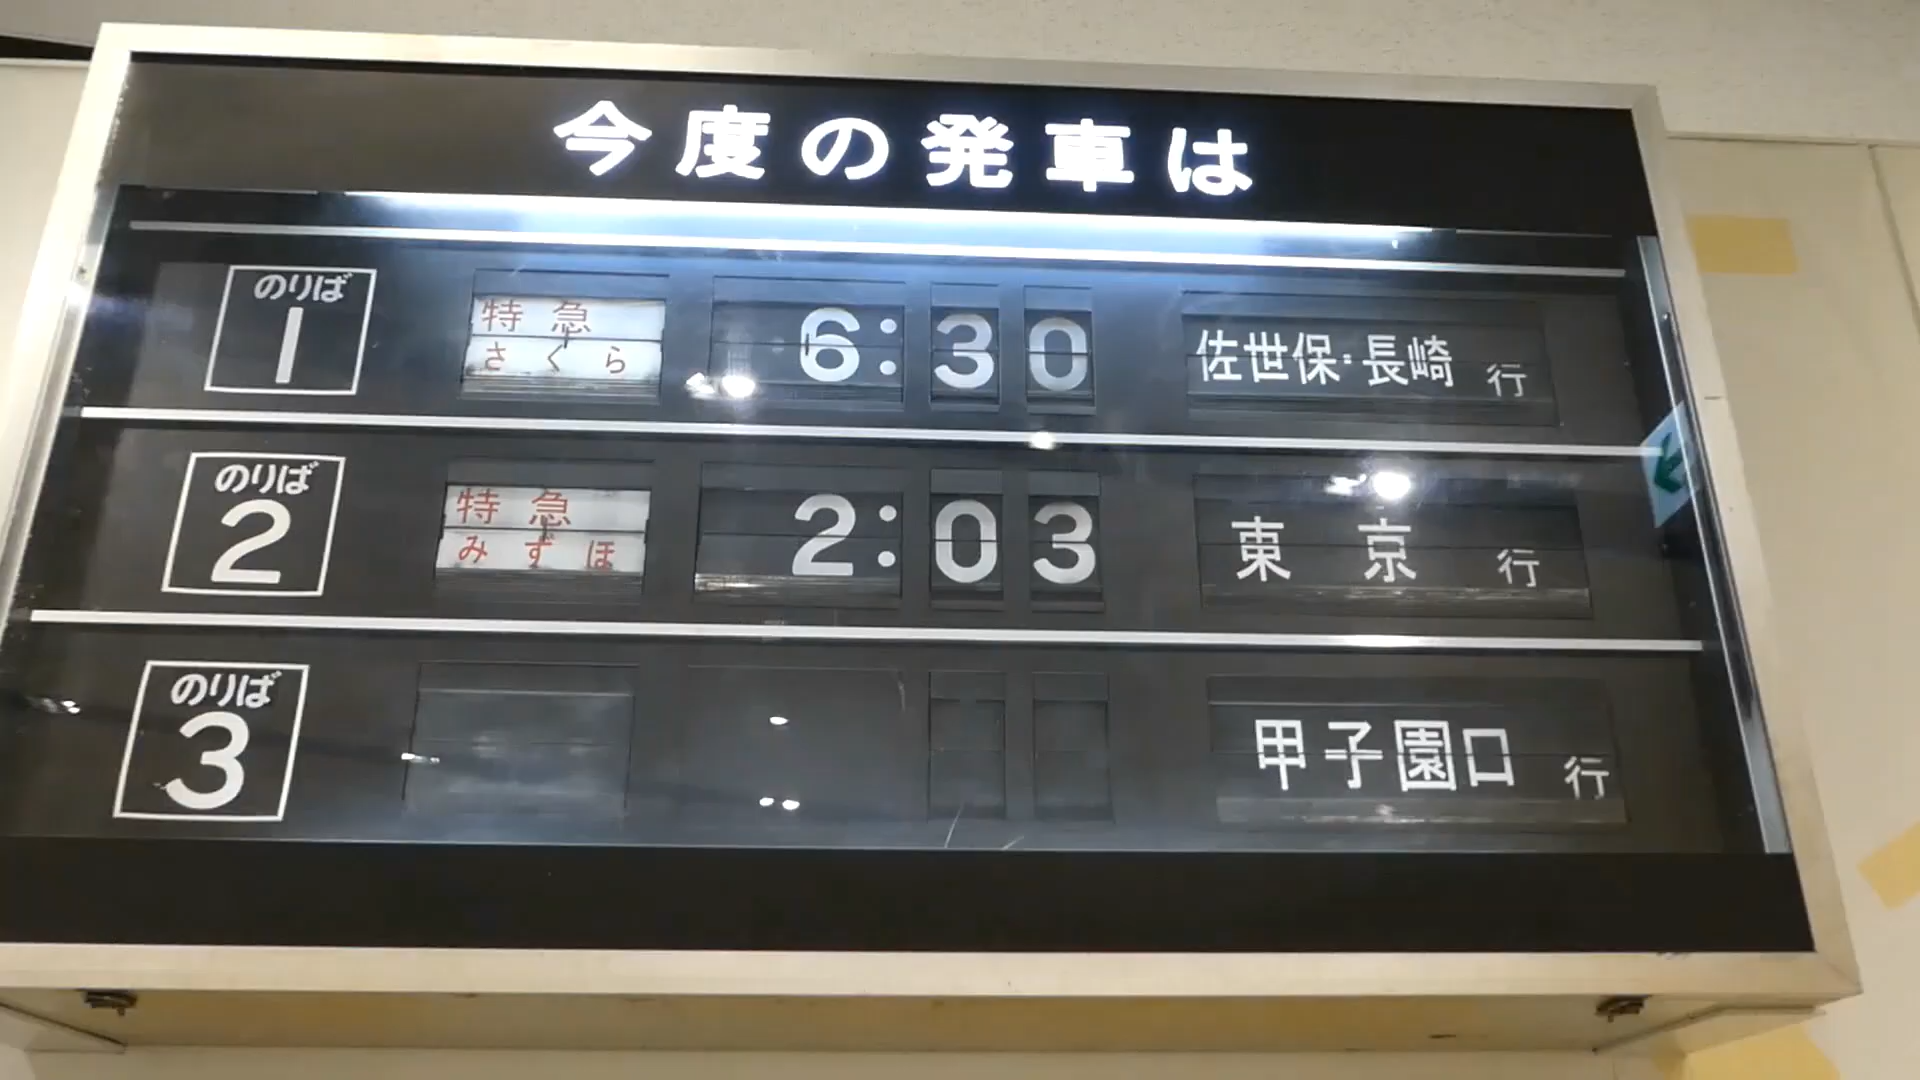 今度の発車は
のりば 1 特急 さくら 6:30 佐世保・長崎 行
のりば 2 特急 みずほ 2:03 東京 行
のりば 3 甲子園口 行